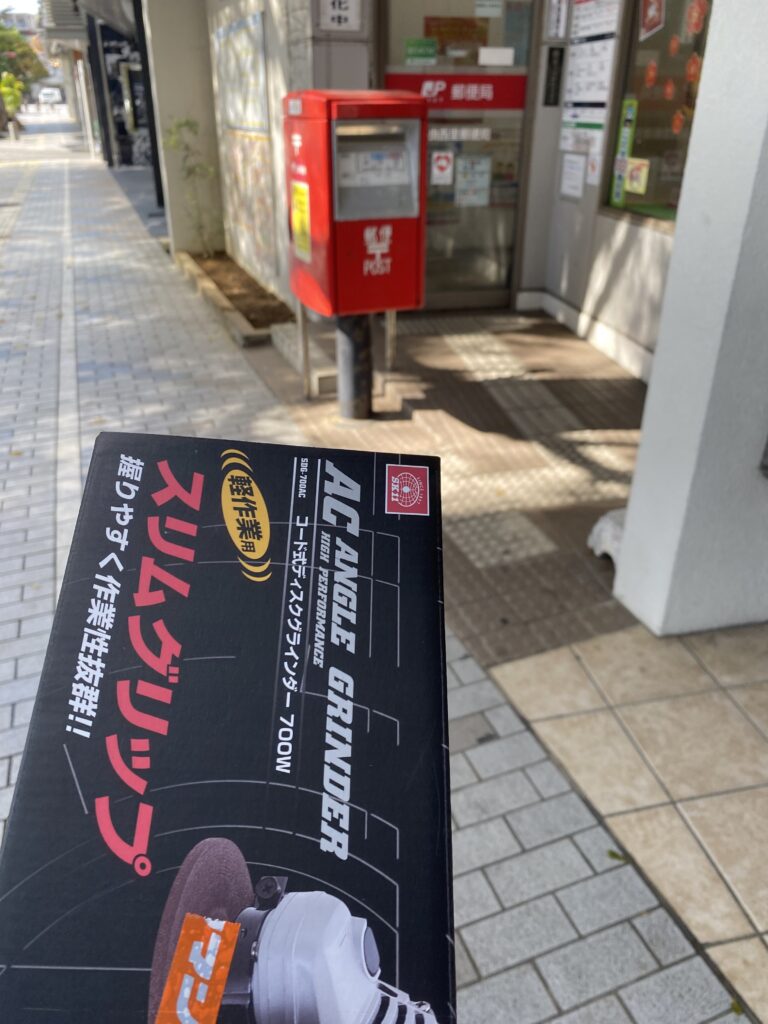 化中
郵便局
郵便
POST
SK11
AC ANGLE GRINDER
HIGH PERFORMANCE
SDG-700AC
コード式ディスクグラインダー 700W
軽作業用
スリムグリップ
握りやすく作業性抜群!!